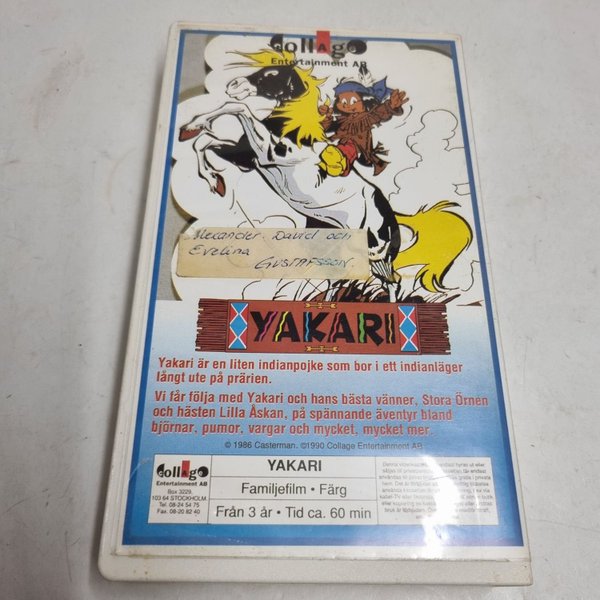 Collage
Entertainment AB
Alexander. David och
Evelina
GUSTAFSSON.
YAKARI
Yakari är en liten indianpojke som bor i ett indianläger
långt ute på prärien.
Vi får följa med Yakari och hans bästa vänner, Stora Örnen
och hästen Lilla Åskan, på spännande äventyr bland
björnar, pumor, vargar och mycket, mycket mer.
© 1986 Casterman. ©1990 Collage Entertainment AB
Collage
Entertainment AB
Box 3229,
103 64 STOCKHOLM
Tel. 08-24 54 75
Fax. 08-20 82 40
YAKARI
Familjefilm • Färg
Från 3 år • Tid ca. 60 min